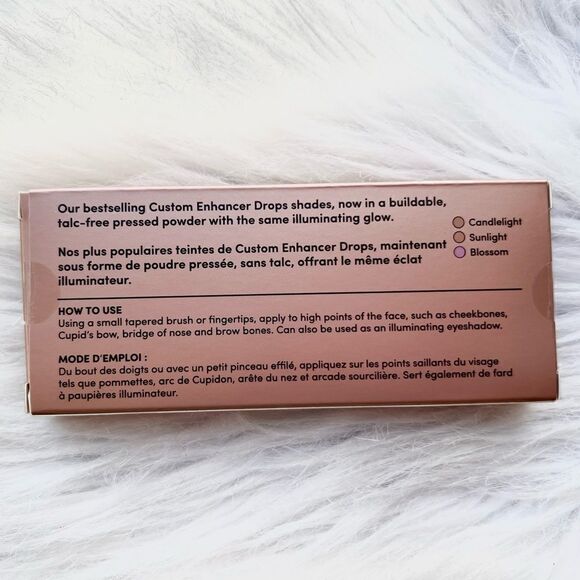 Our bestselling Custom Enhancer Drops shades, now in a buildable,
talc-free pressed powder with the same illuminating glow.
Nos plus populaires teintes de Custom Enhancer Drops, maintenant
sous forme de poudre pressée, sans talc, offrant le même éclat
illuminateur.
Candlelight
Sunlight
Blossom
HOW TO USE
Using a small tapered brush or fingertips, apply to high points of the face, such as cheekbones,
Cupid's bow, bridge of nose and brow bones. Can also be used as an illuminating eyeshadow.
MODE D'EMPLOI :
Du bout des doigts ou avec un petit pinceau effilé, appliquez sur les points saillants du visage
tels que pommettes, arc de Cupidon, arête du nez et arcade sourcilière. Sert également de fard
à paupières illuminateur.